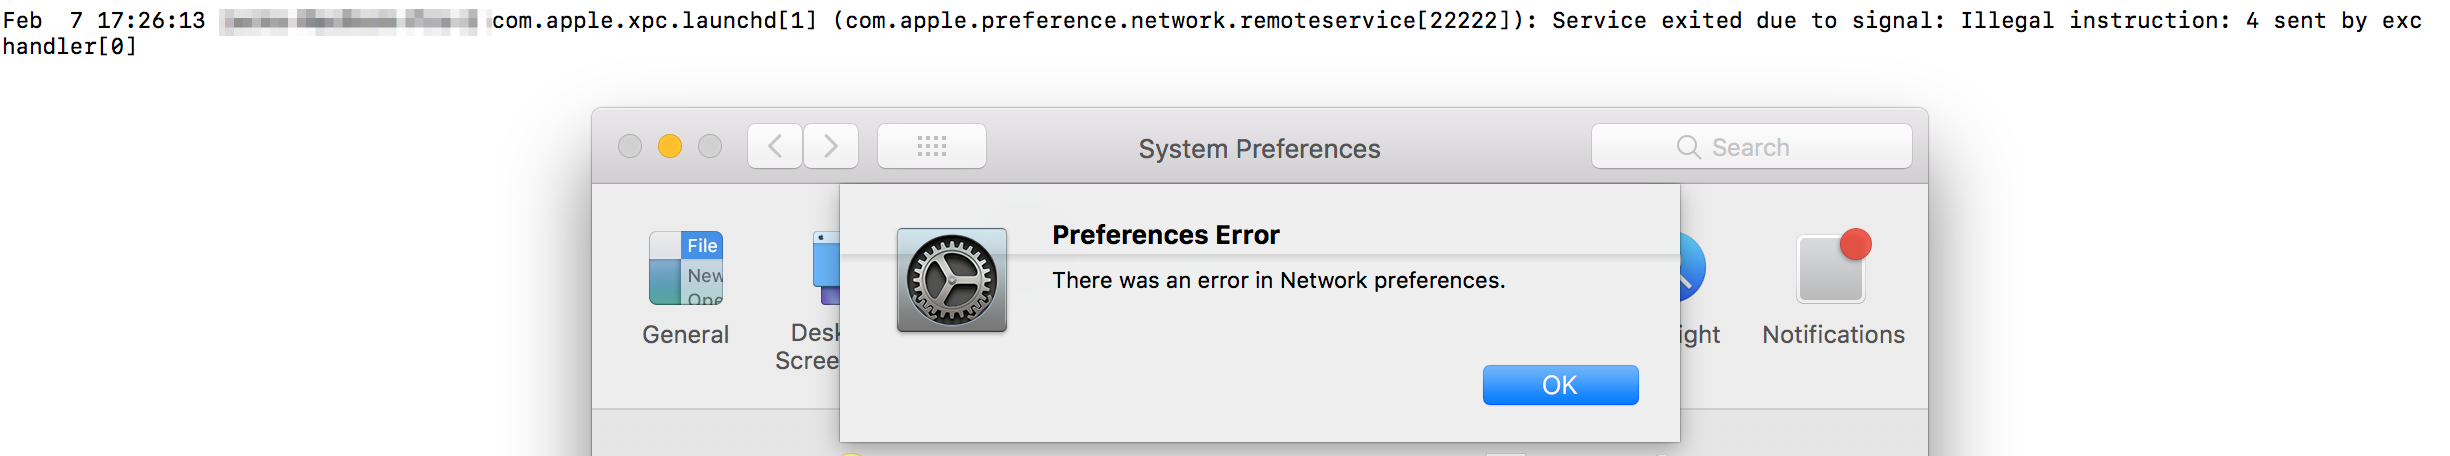 Feb  7 17:26:13 com.apple.xpc.launchd[1] (com.apple.preference.network.remoteservice[22222]): Service exited due to signal: Illegal instruction: 4 sent by exc
handler[0]
System Preferences
Search
Preferences Error
There was an error in Network preferences.
OK
File
New
Ope
General
Desk
Scree
ight
Notifications